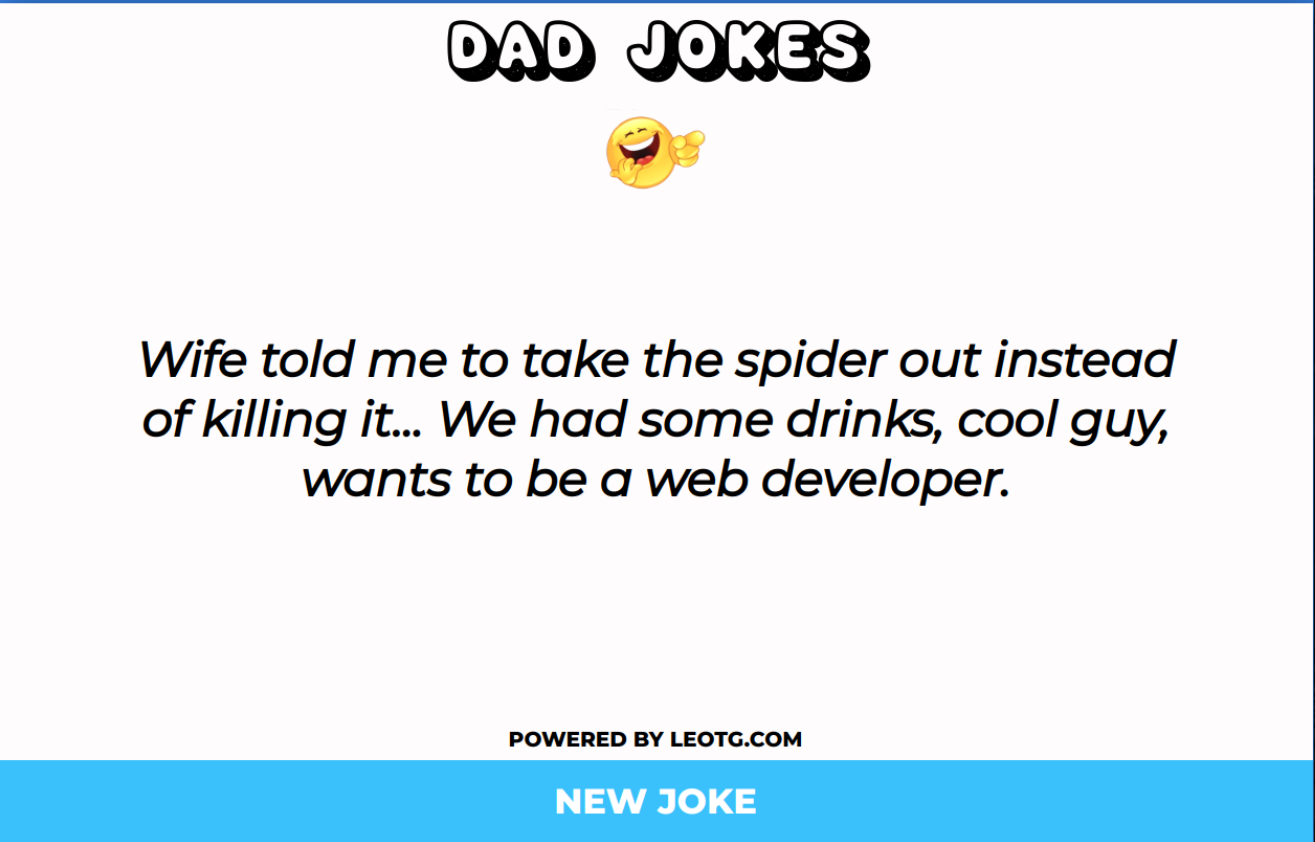 DAD JOKES
Wife told me to take the spider out instead
of killing it... We had some drinks, cool guy,
wants to be a web developer.
POWERED BY LEOTG.COM
NEW JOKE